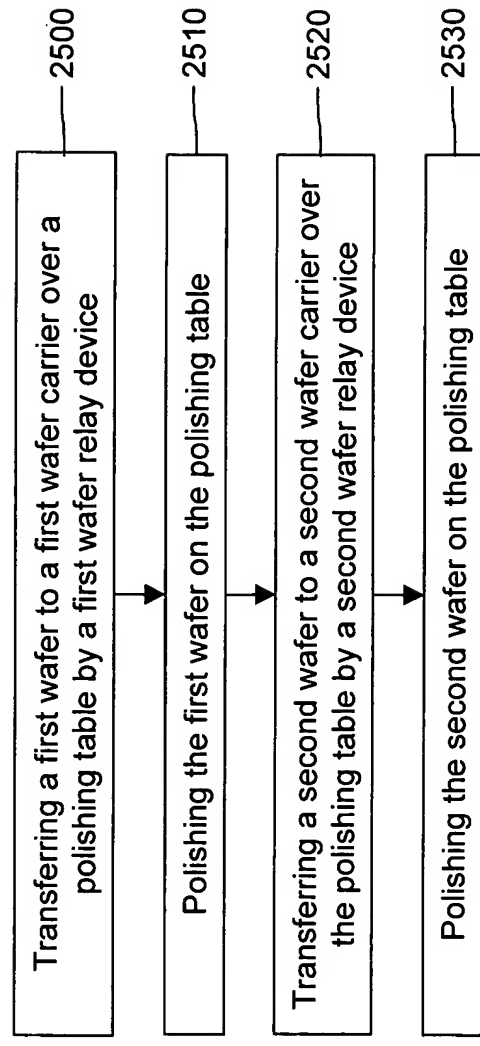 Transferring a first wafer to a first wafer carrier over a
polishing table by a first wafer relay device
2500
Polishing the first wafer on the polishing table
2510
Transferring a second wafer to a second wafer carrier over
the polishing table by a second wafer relay device
2520
Polishing the second wafer on the polishing table
2530